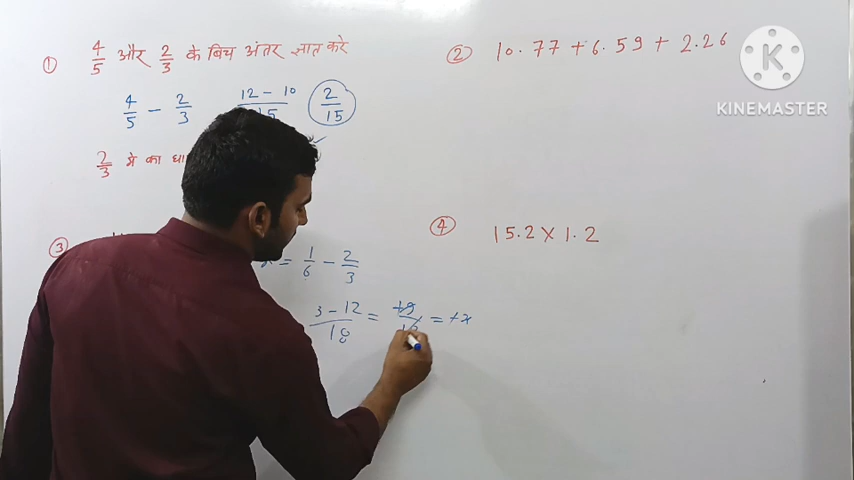 ① 4/5 और 2/3 के बिच अंतर ज्ञात करे
4/5 - 2/3 12 - 10/15 2/15
2/3 मे का
② 10.77 + 6.59 + 2.26
③
= 1/6 - 2/3
3 - 12/18 = =
④ 15.2 X 1.2
KINEMASTER